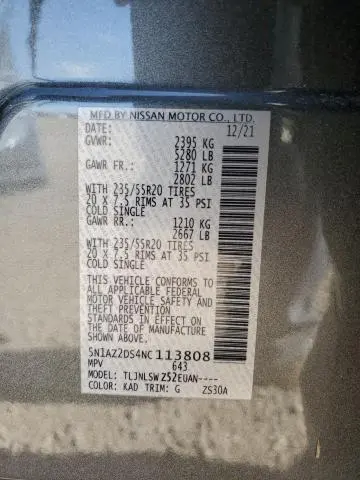 MFD BY NISSAN MOTOR CO., LTD.
DATE: 12/21
GVWR: 2395 KG
5280 LB
GAWR FR.: 1271 KG
2802 LB
WITH 235/55R20 TIRES
20 X 7.5 RIMS AT 35 PSI
COLD SINGLE
GAWR RR.: 1210 KG
2667 LB
WITH 235/55R20 TIRES
20 X 7.5 RIMS AT 35 PSI
COLD SINGLE
THIS VEHICLE CONFORMS TO ALL
APPLICABLE U.S. FEDERAL
MOTOR VEHICLE SAFETY
AND THEFT PREVENTION
STANDARDS IN EFFECT ON
THE DATE OF MANUFACTURE
SHOWN ABOVE.
5N1AZ2DS4NC113808
MPV 643
MODEL: TLJNLSWZS2EUAN----
COLOR: KAD TRIM: G ZS30A